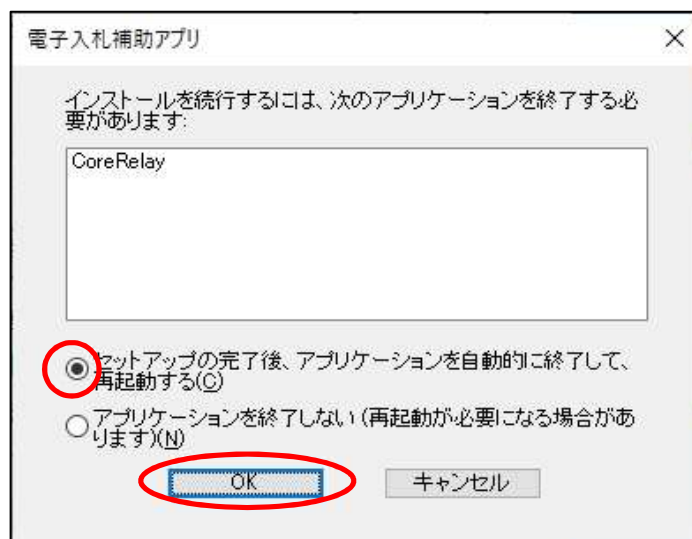 電子入札補助アプリ
インストールを続行するには、次のアプリケーションを終了する必
要があります:
CoreRelay
セットアップの完了後、アプリケーションを自動的に終了して、
再起動する(C)
アプリケーションを終了しない (再起動が必要になる場合があ
ります)(N)
OK キャンセル